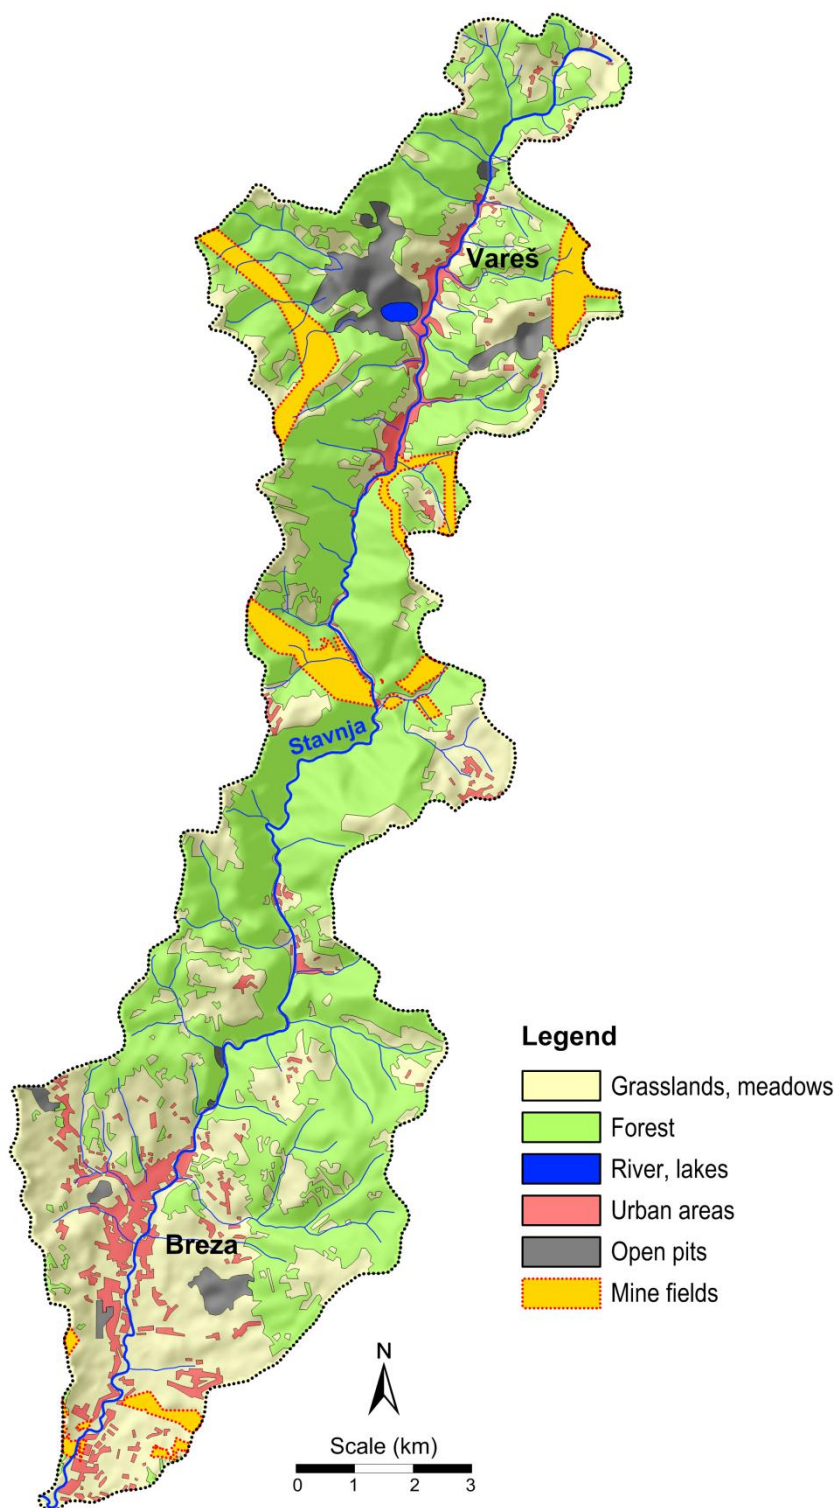 Vareš
Stavnja
Breza
Legend
Grasslands, meadows
Forest
River, lakes
Urban areas
Open pits
Mine fields
N
Scale (km)
0 1 2 3